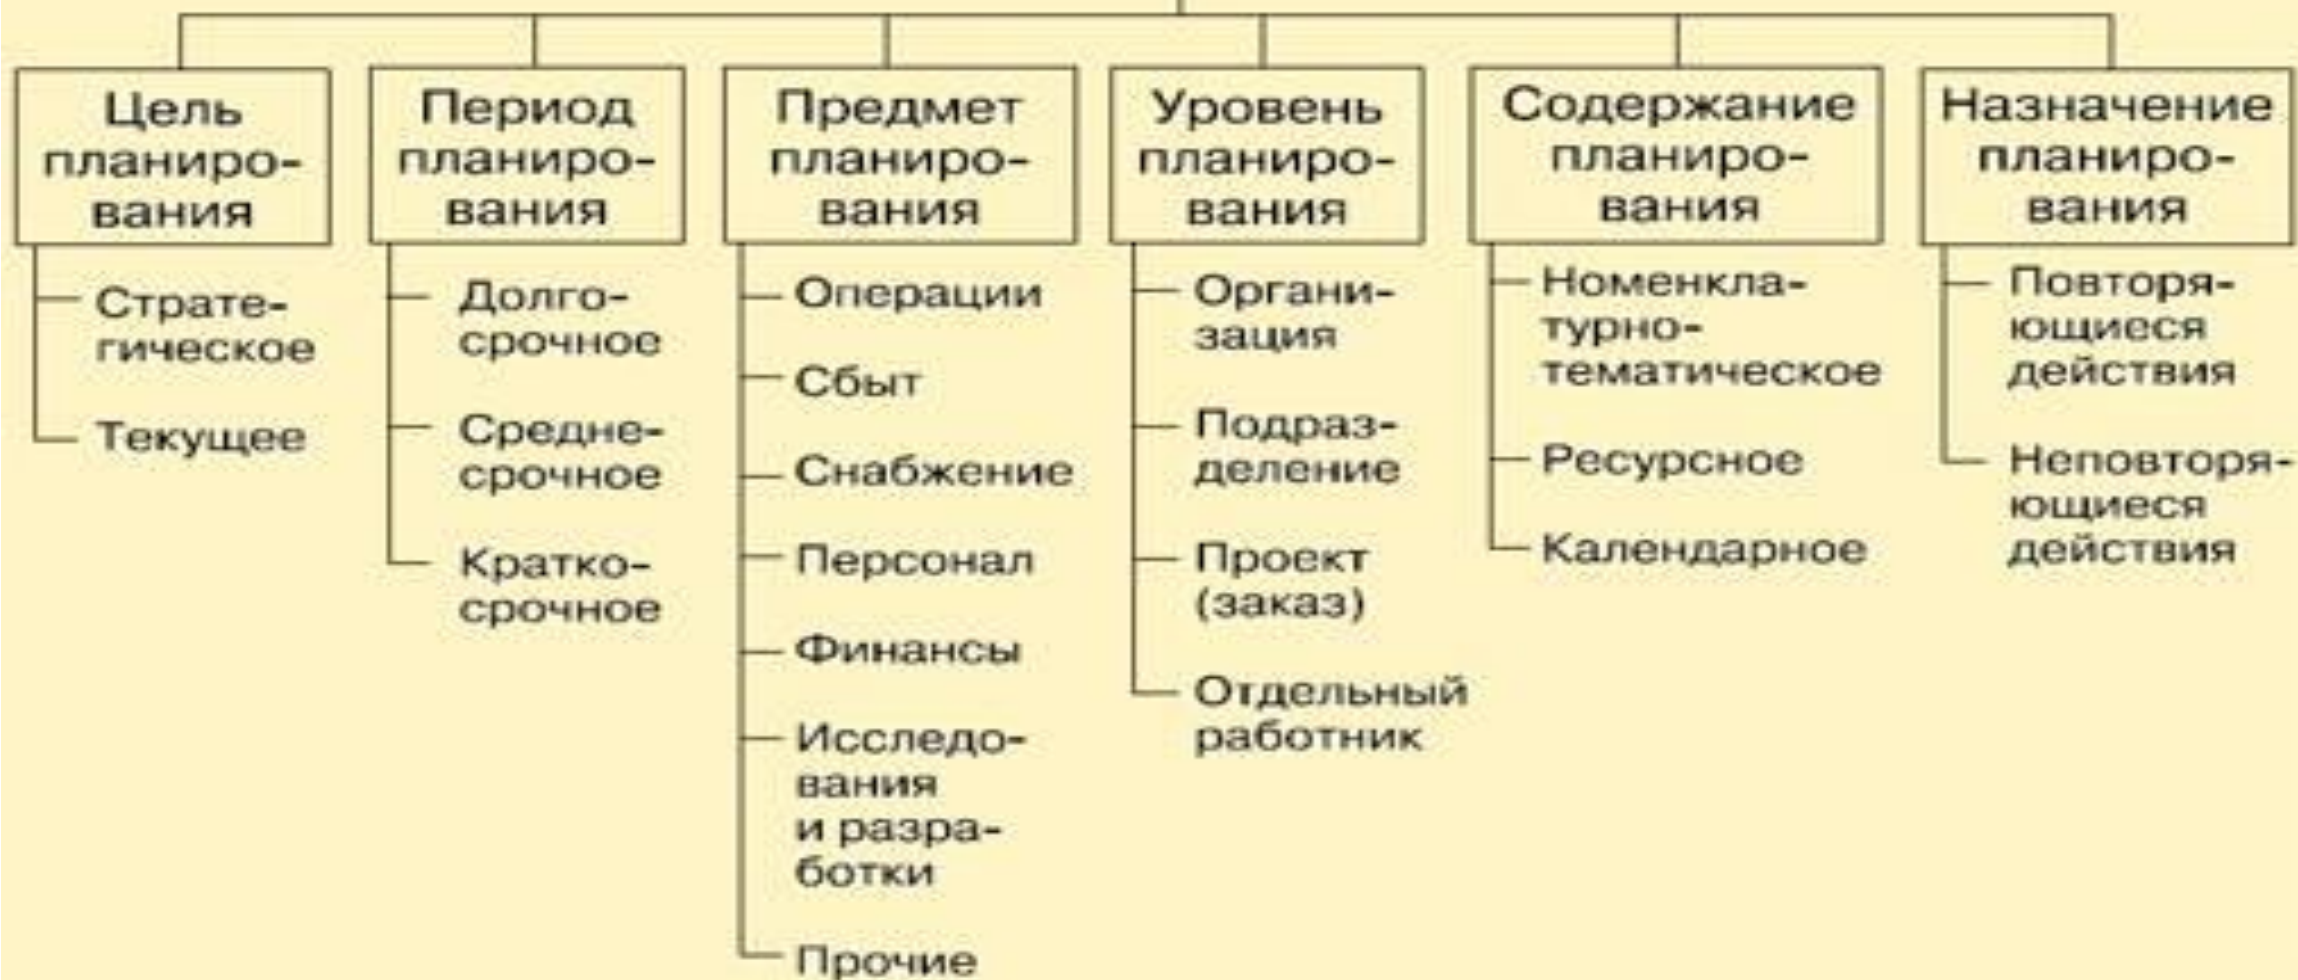 Цель
планиро-
вания
Стратe-
гическое
Текущее
Период
планиро-
вания
Долго-
срочное
Средне-
срочное
Кратко-
срочное
Предмет
планиро-
вания
Операции
Сбыт
Снабжение
Персонал
Финансы
Исследо-
вания
и разра-
ботки
Прочие
Уровень
планиро-
вания
Органи-
зация
Подраз-
деление
Проект
(заказ)
Отдельный
работник
Содержание
планиро-
вания
Номенкла-
турно-
тематическое
Ресурсное
Календарное
Назначение
планиро-
вания
Повторя-
ющиеся
действия
Неповторя-
ющиеся
действия